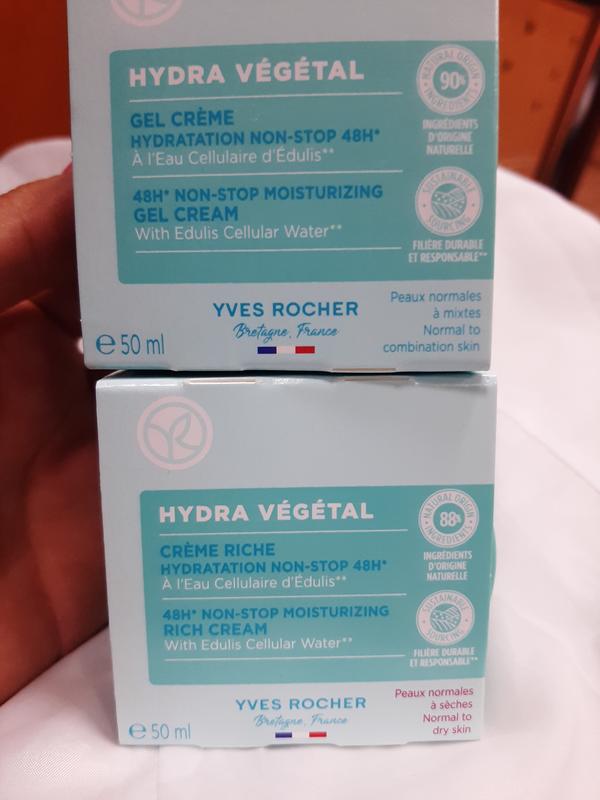 HYDRA VÉGÉTAL
GEL CRÈME
HYDRATATION NON-STOP 48H*
À l'Eau Cellulaire d'Édulis**
48H* NON-STOP MOISTURIZING
GEL CREAM
With Edulis Cellular Water**
NATURAL ORIGIN
90%
INGREDIENTS
INGRÉDIENTS
D'ORIGINE
NATURELLE
SUSTAINABLE
SOURCING
FILIÈRE DURABLE
ET RESPONSABLE**
YVES ROCHER
Bretagne, France
e 50 ml
Peaux normales
à mixtes
Normal to
combination skin
HYDRA VÉGÉTAL
CRÈME RICHE
HYDRATATION NON-STOP 48H*
À l'Eau Cellulaire d'Édulis**
48H* NON-STOP MOISTURIZING
RICH CREAM
With Edulis Cellular Water**
NATURAL ORIGIN
88%
INGREDIENTS
INGRÉDIENTS
D'ORIGINE
NATURELLE
SUSTAINABLE
SOURCING
FILIÈRE DURABLE
ET RESPONSABLE**
YVES ROCHER
Bretagne, France
e 50 ml
Peaux normales
à sèches
Normal to
dry skin